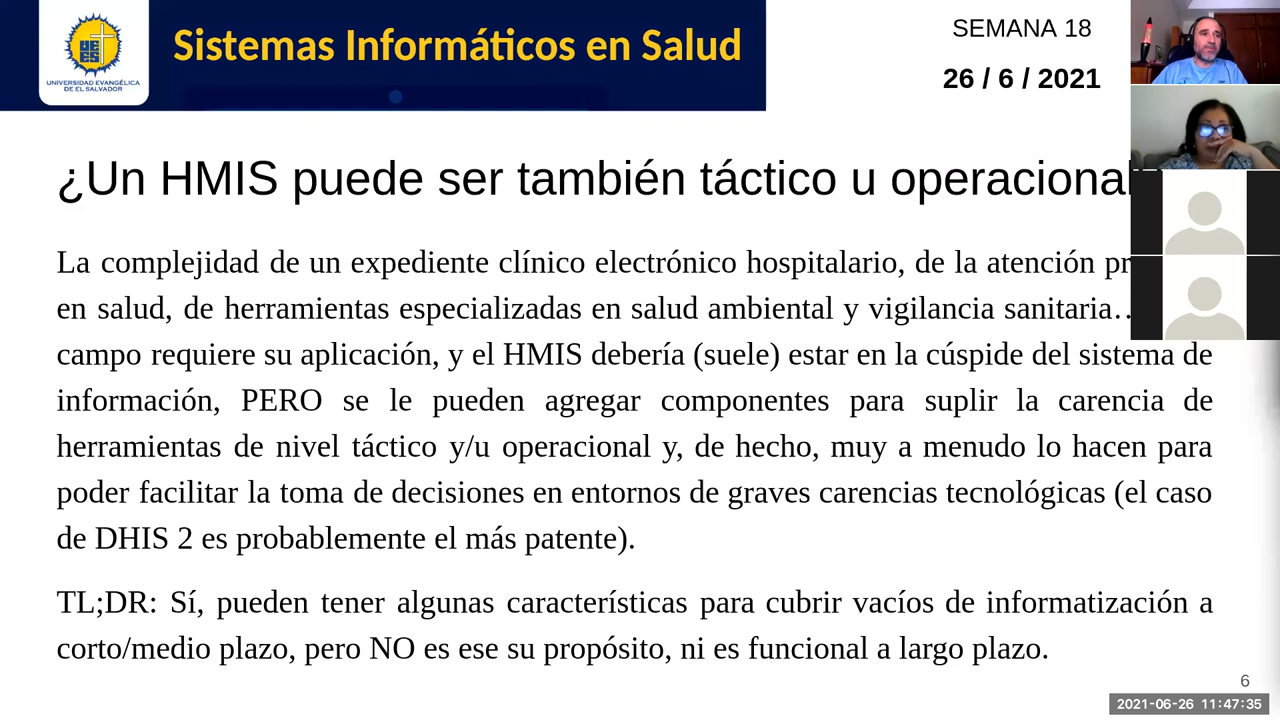 Sistemas Informáticos en Salud
UNIVERSIDAD EVANGÉLICA
DE EL SALVADOR
SEMANA 18
26 / 6 / 2021
¿Un HMIS puede ser también táctico u operacional
La complejidad de un expediente clínico electrónico hospitalario, de la atención
en salud, de herramientas especializadas en salud ambiental y vigilancia sanitaria…
campo requiere su aplicación, y el HMIS debería (suele) estar en la cúspide del sistema de
información, PERO se le pueden agregar componentes para suplir la carencia de
herramientas de nivel táctico y/u operacional y, de hecho, muy a menudo lo hacen para
poder facilitar la toma de decisiones en entornos de graves carencias tecnológicas (el caso
de DHIS 2 es probablemente el más patente).
TL;DR: Sí, pueden tener algunas características para cubrir vacíos de informatización a
corto/medio plazo, pero NO es ese su propósito, ni es funcional a largo plazo.
6
2021-06-26 11:47:35